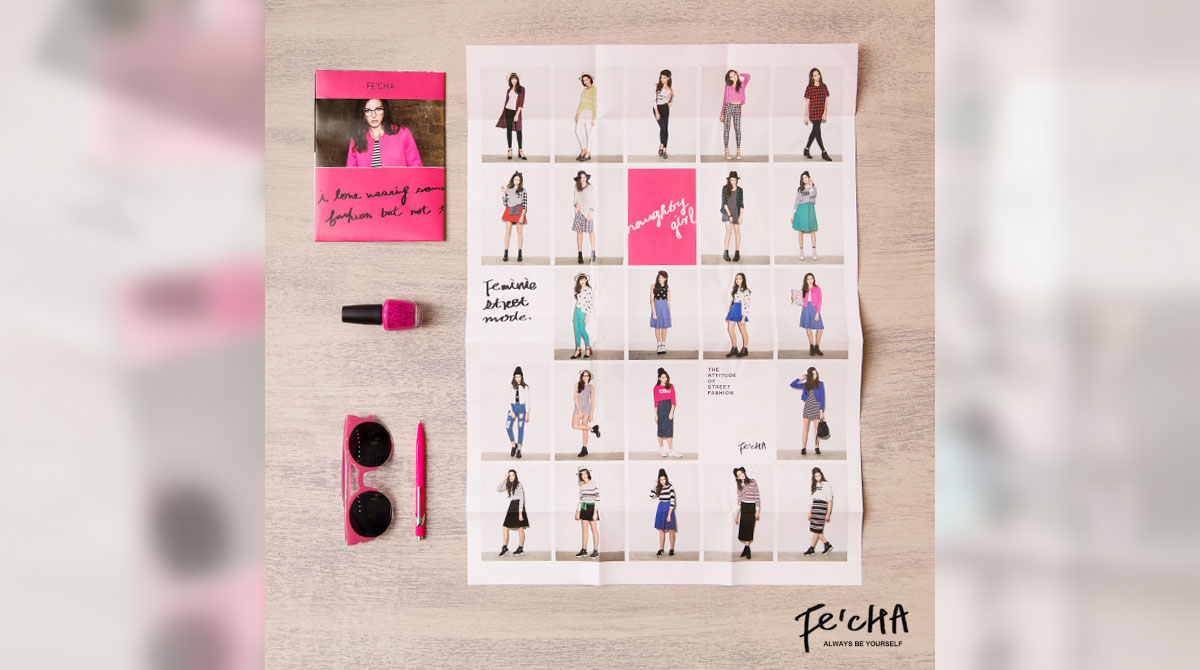 FE'CHA
i love wearing some
fashion but not
naughty
girl
Feminie
street
mode.
THE
ATTITUDE
OF
STREET
FASHION
Fe'cHA
Fe'cHA
ALWAYS BE YOURSELF